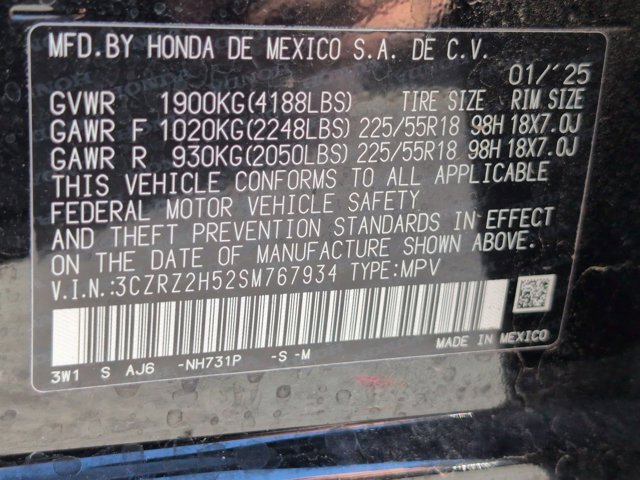 MFD. BY HONDA DE MEXICO S.A. DE C.V.
01/'25
GVWR 1900KG(4188LBS) TIRE SIZE RIM SIZE
GAWR F 1020KG(2248LBS) 225/55R18 98H 18X7.0J
GAWR R 930KG(2050LBS) 225/55R18 98H 18X7.0J
THIS VEHICLE CONFORMS TO ALL APPLICABLE
FEDERAL MOTOR VEHICLE SAFETY
AND THEFT PREVENTION STANDARDS IN EFFECT
ON THE DATE OF MANUFACTURE SHOWN ABOVE.
V.I.N.:3CZRZ2H52SM767934 TYPE:MPV
MADE IN MEXICO
3W1 S AJ6 -NH731P -S -M